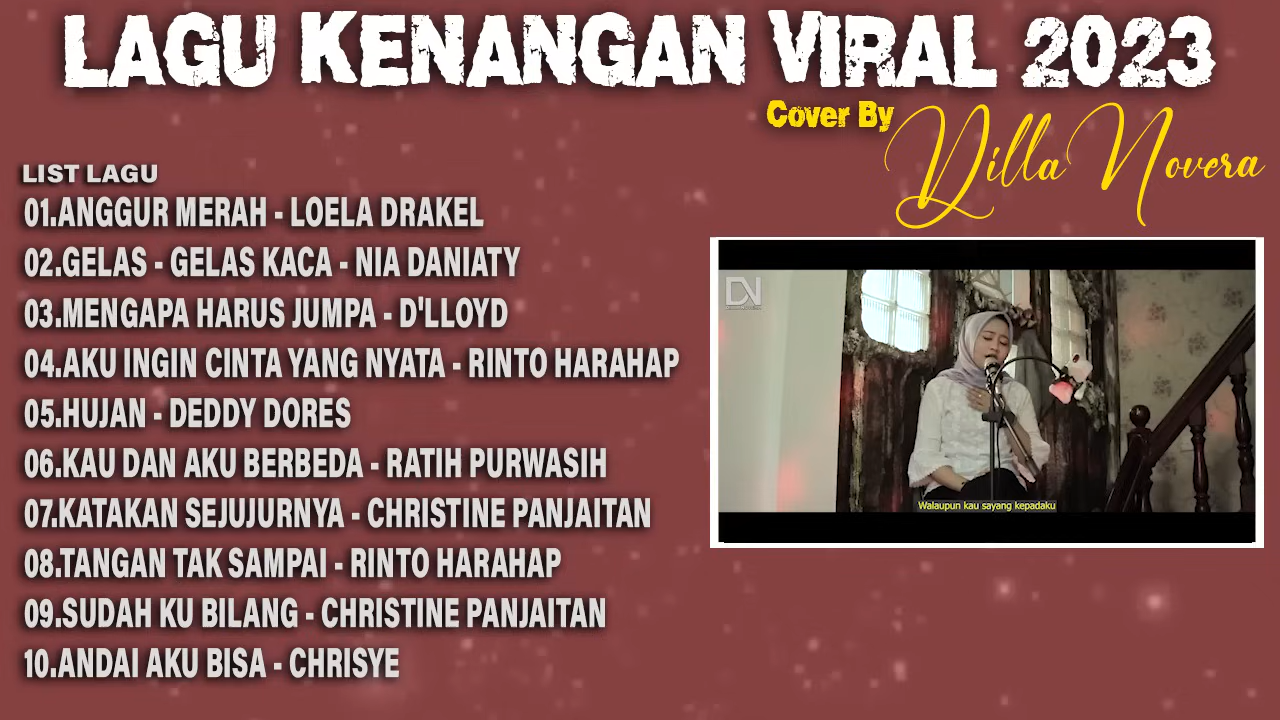 LAGU KENANGAN VIRAL 2023
Cover By Dilla Novera
LIST LAGU
01.ANGGUR MERAH - LOELA DRAKEL
02.GELAS - GELAS KACA - NIA DANIATY
03.MENGAPA HARUS JUMPA - D'LLOYD
04.AKU INGIN CINTA YANG NYATA - RINTO HARAHAP
05.HUJAN - DEDDY DORES
06.KAU DAN AKU BERBEDA - RATIH PURWASIH
07.KATAKAN SEJUJURNYA - CHRISTINE PANJAITAN
08.TANGAN TAK SAMPAI - RINTO HARAHAP
09.SUDAH KU BILANG - CHRISTINE PANJAITAN
10.ANDAI AKU BISA - CHRISYE
DN
Walaupun kau sayang kepadaku